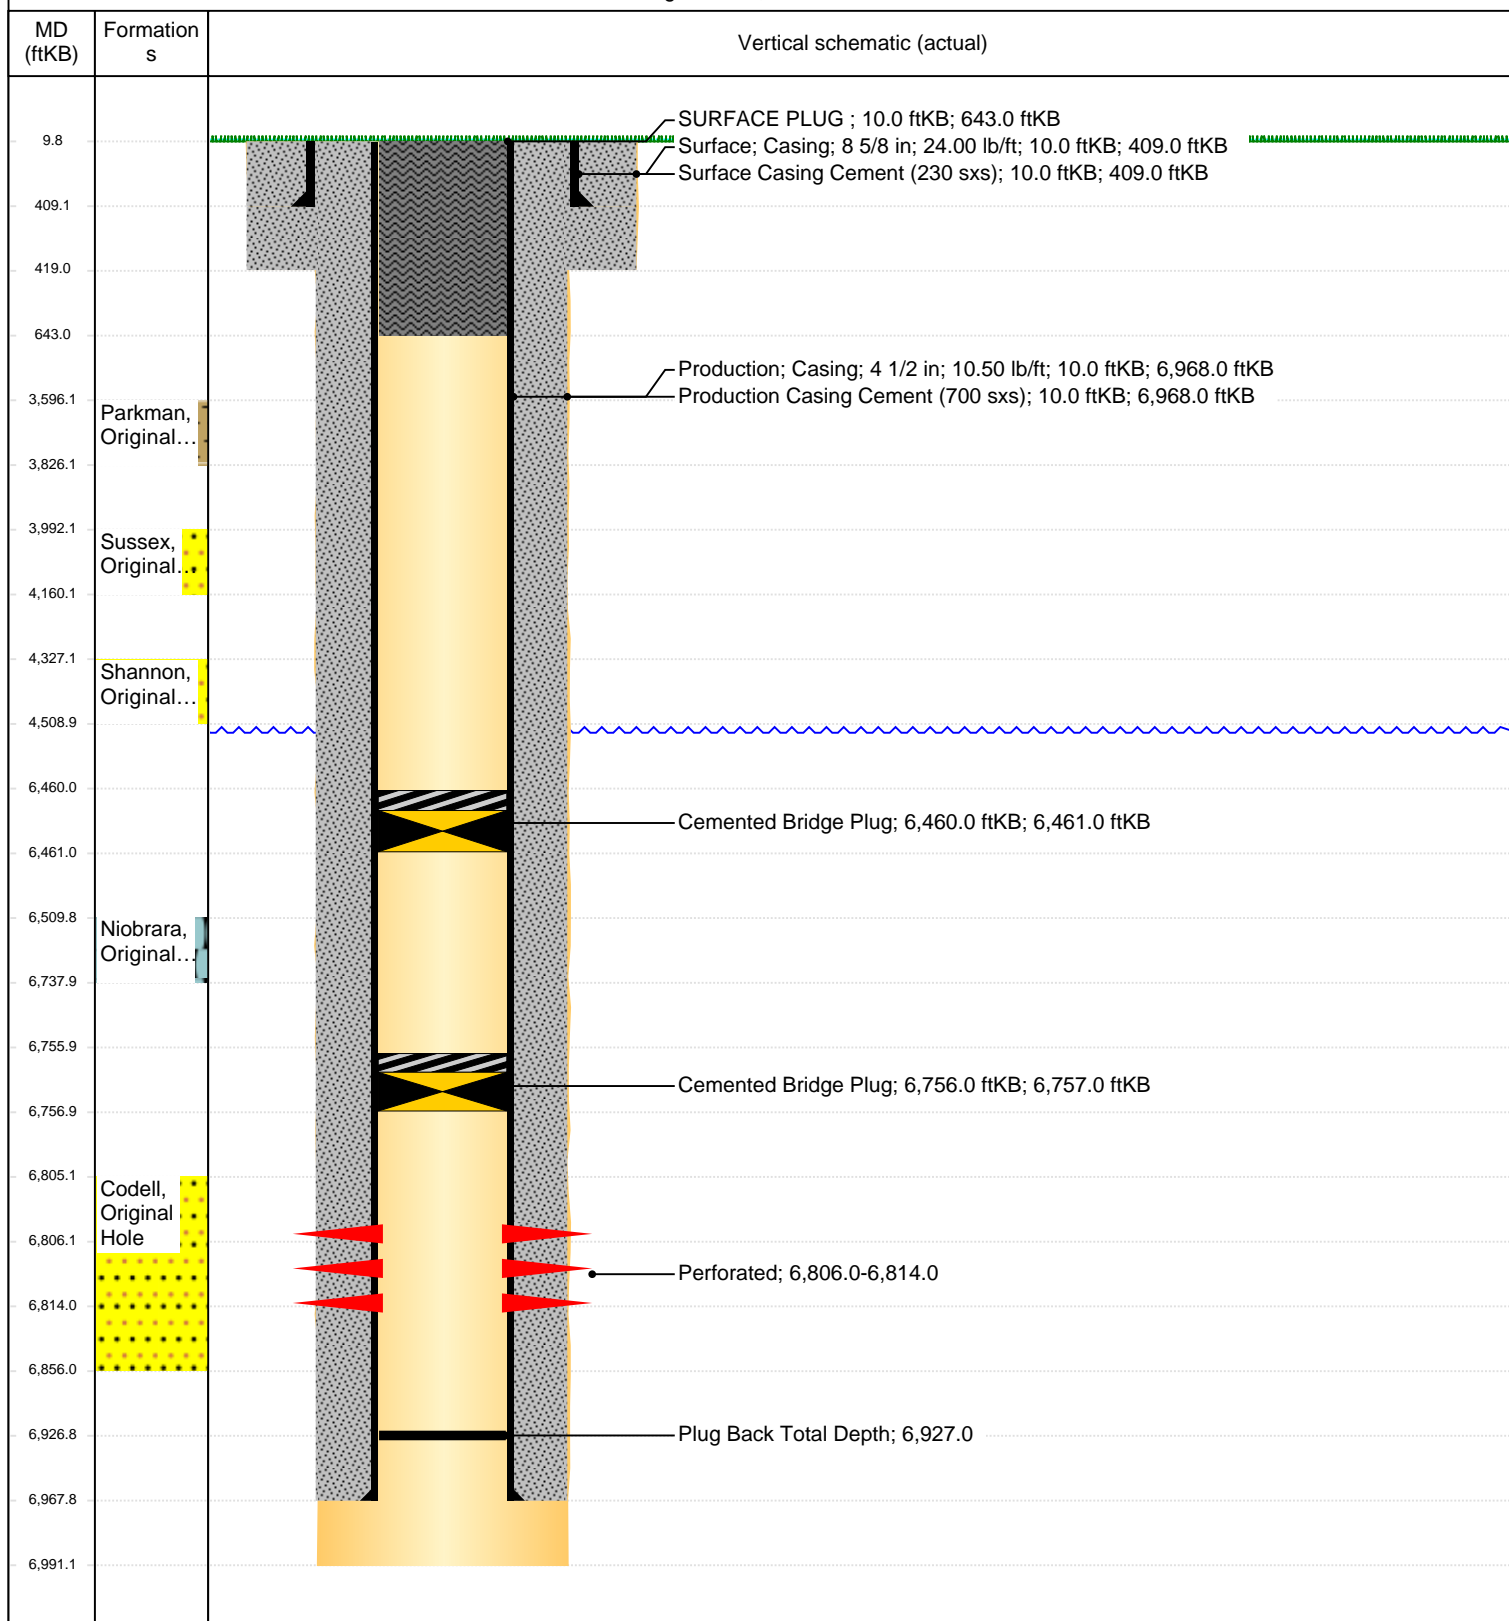 MD
(ftKB)
Formation
s
Vertical schematic (actual)
SURFACE PLUG ; 10.0 ftKB; 643.0 ftKB
9.8
Surface; Casing; 8 5/8 in; 24.00 lb/ft; 10.0 ftKB; 409.0 ftKB
Surface Casing Cement (230 sxs); 10.0 ftKB; 409.0 ftKB
409.1
419.0
643.0
Production; Casing; 4 1/2 in; 10.50 lb/ft; 10.0 ftKB; 6,968.0 ftKB
Production Casing Cement (700 sxs); 10.0 ftKB; 6,968.0 ftKB
3,596.1
Parkman,
Original…
3,826.1
3,992.1
Sussex,
Original…
4,160.1
4,327.1
Shannon,
Original…
4,508.9
6,460.0
Cemented Bridge Plug; 6,460.0 ftKB; 6,461.0 ftKB
6,461.0
6,509.8
Niobrara,
Original…
6,737.9
6,755.9
Cemented Bridge Plug; 6,756.0 ftKB; 6,757.0 ftKB
6,756.9
6,805.1
Codell,
Original
Hole
6,806.1
Perforated; 6,806.0-6,814.0
6,814.0
6,856.0
6,926.8
Plug Back Total Depth; 6,927.0
6,967.8
6,991.1